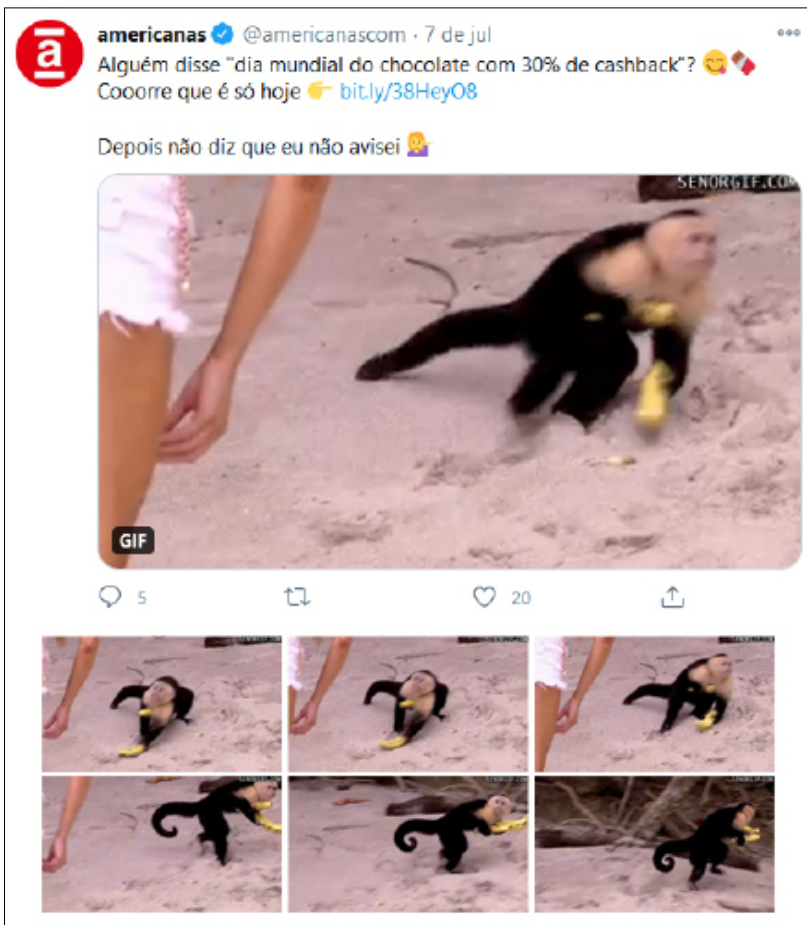 americanas @americanascom · 7 de jul
Alguém disse "dia mundial do chocolate com 30% de cashback"? 😋🍫
Cooorre que é só hoje 👉 bit.ly/38HeyO8
Depois não diz que eu não avisei 💁
SENORGIF.COM
GIF
5
20